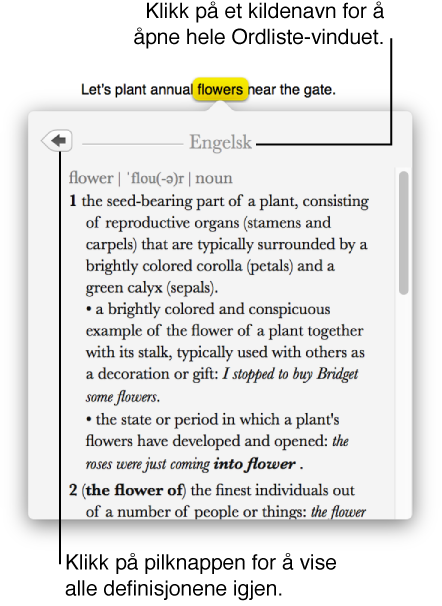 Klikk på et kildenavn for å
åpne hele Ordliste-vinduet.
Let's plant annual flowers near the gate.
Engelsk
flower | ˈflou(-ə)r | noun
1 the seed-bearing part of a plant, consisting
of reproductive organs (stamens and
carpels) that are typically surrounded by a
brightly colored corolla (petals) and a
green calyx (sepals).
• a brightly colored and conspicuous
example of the flower of a plant together
with its stalk, typically used with others as
a decoration or gift: I stopped to buy Bridget
some flowers.
• the state or period in which a plant's
flowers have developed and opened: the
roses were just coming into flower .
2 (the flower of) the finest individuals out
of a number of people or things: the flower
Klikk på pilknappen for å vise
alle definisjonene igjen.